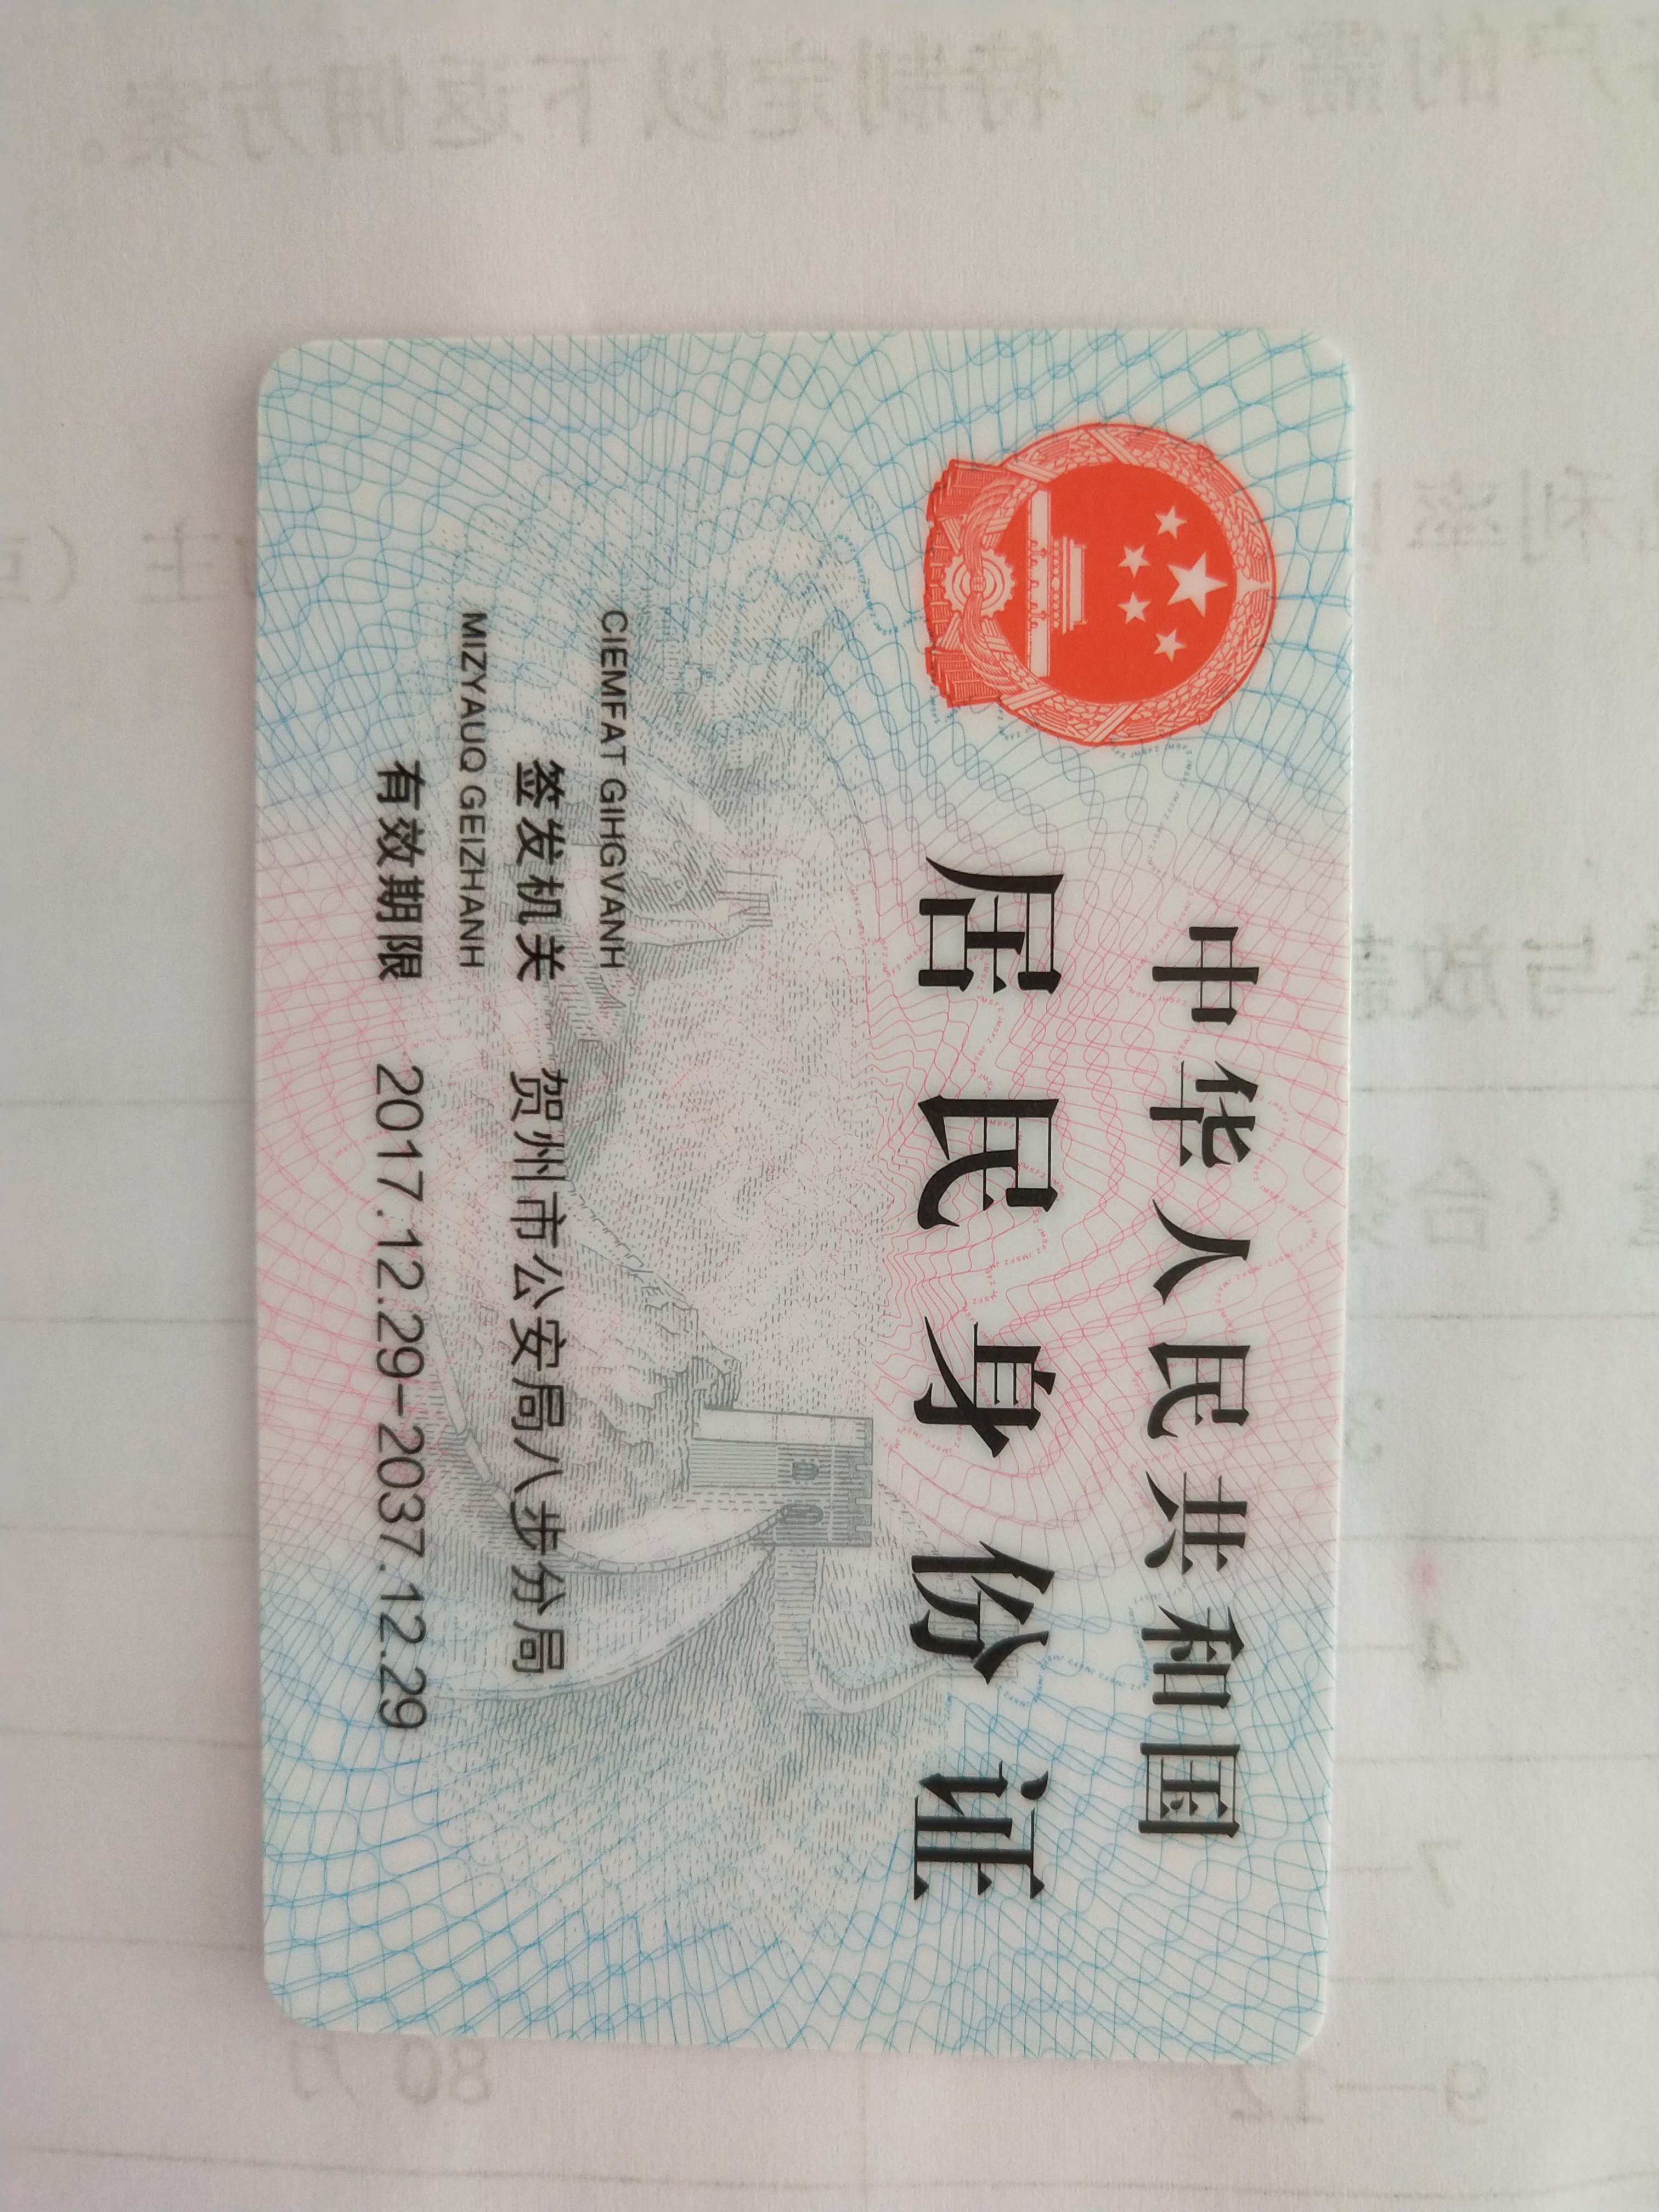 中华人民共和国
居民身份证
CIEMFAT GIHGVANH
签发机关 贺州市公安局八步分局
MIZYAUQ GEIZHANH
有效期限 2017.12.29-2037.12.29